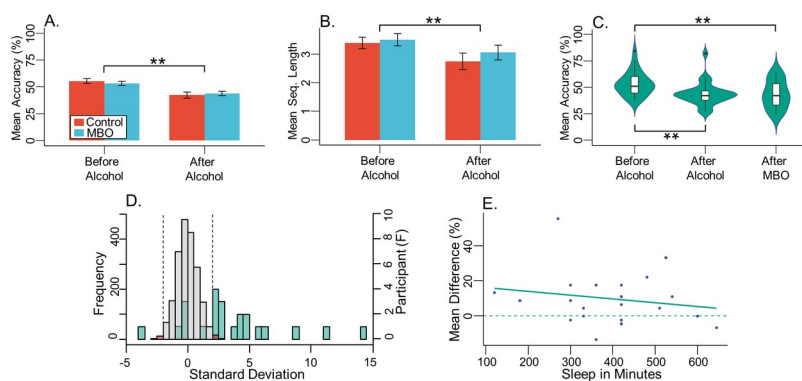 A.
Mean Accuracy (%)
0 25 50 75 100
**
Control
MBO
Before Alcohol
After Alcohol
B.
Mean Seq. Length
0 1 2 3
**
Before Alcohol
After Alcohol
C.
Mean Accuracy (%)
0 25 50 75 100
**
**
Before Alcohol
After Alcohol
After MBO
D.
Frequency
0 200 400
Participant (F)
0 2 4 6 8 10
-5 0 5 10 15
Standard Deviation
E.
Mean Difference (%)
0 20 40
100 200 300 400 500 600
Sleep in Minutes